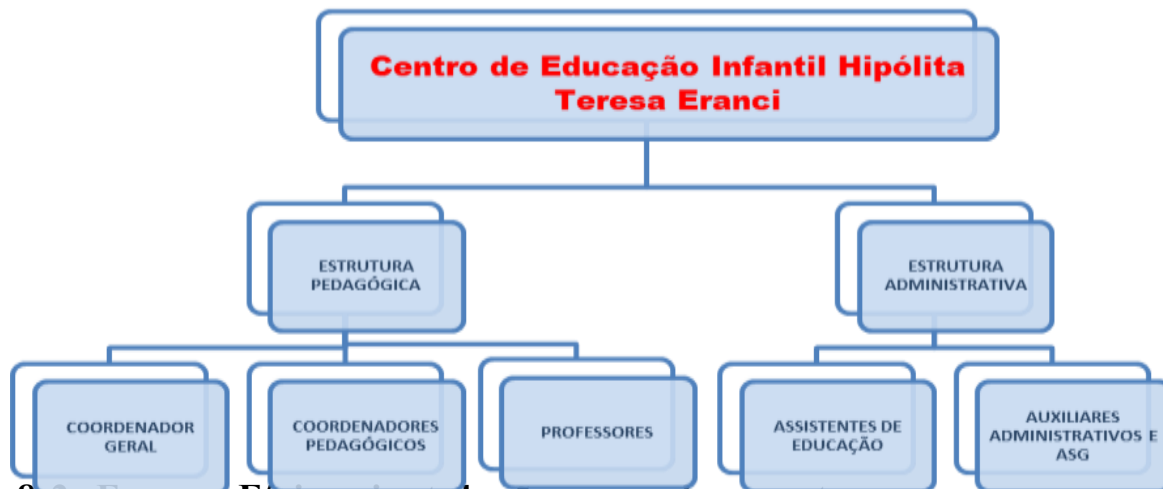 Centro de Educação Infantil Hipólita
Teresa Eranci
ESTRUTURA
PEDAGÓGICA
ESTRUTURA
ADMINISTRATIVA
COORDENADOR
GERAL
COORDENADORES
PEDAGÓGICOS
PROFESSORES
ASSISTENTES DE
EDUCAÇÃO
AUXILIARES
ADMINISTRATIVOS E
ASG